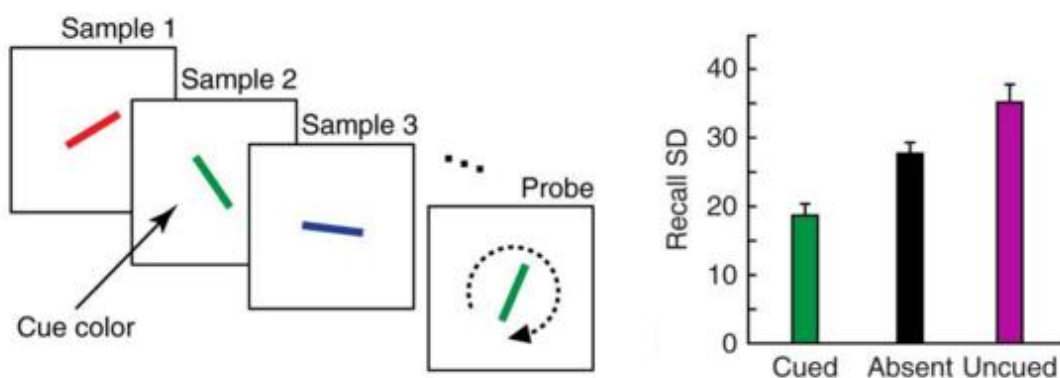 Sample 1
Sample 2
Sample 3
Probe
Cue color
Recall SD
40
30
20
10
0
Cued Absent Uncued